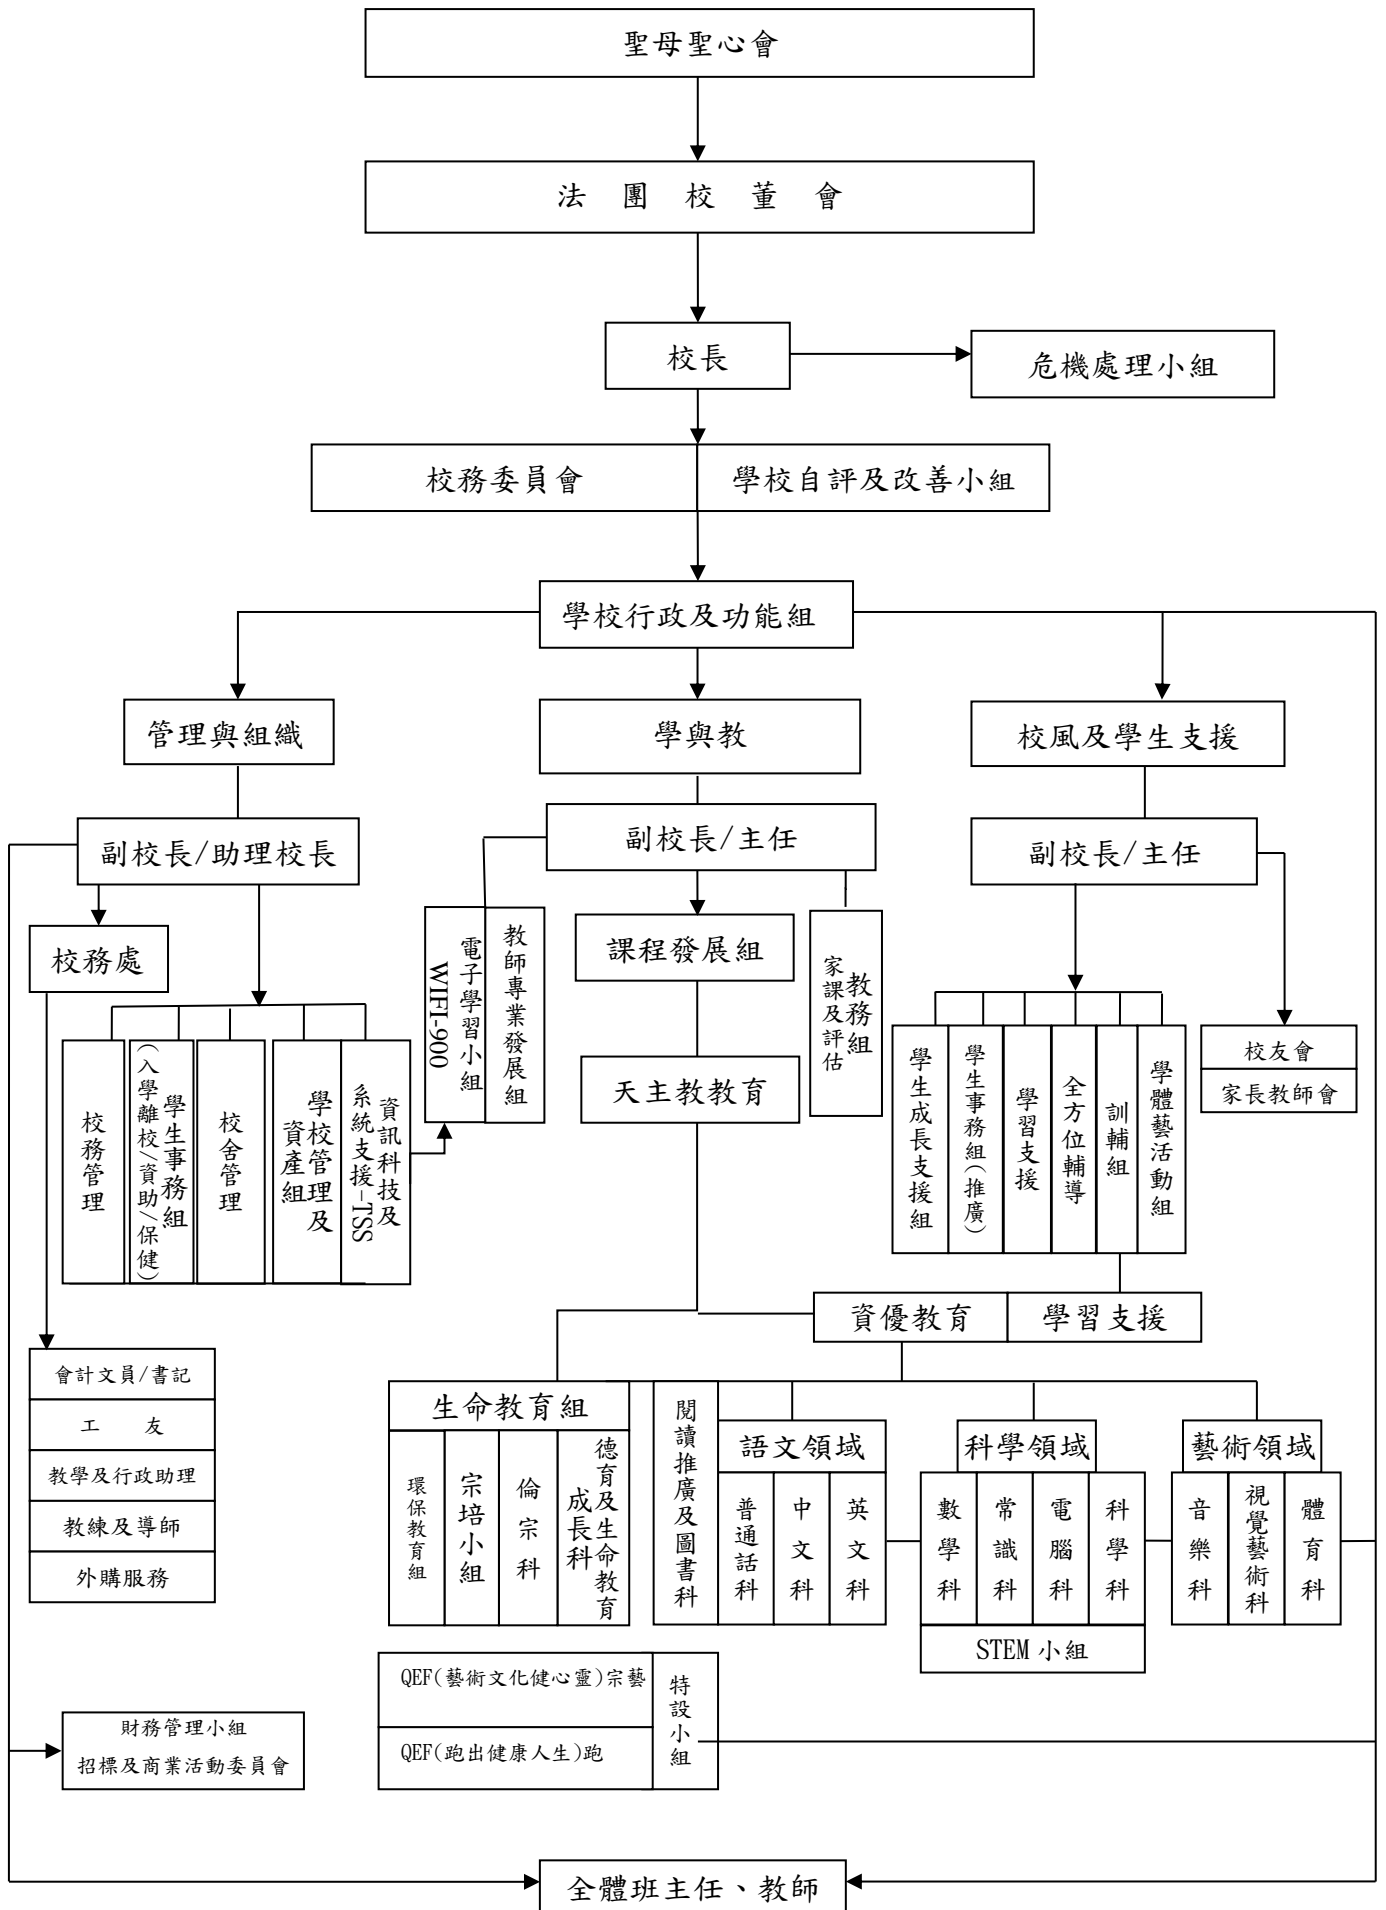 聖母聖心會
法團校董會
校長
危機處理小組
校務委員會
學校自評及改善小組
學校行政及功能組
管理與組織
學與教
校風及學生支援
副校長/助理校長
副校長/主任
副校長/主任
校務處
電子學習小組
WIFI-900
教師專業發展組
課程發展組
教務組
家課及評估
天主教教育
校務管理
學生事務組
(入學離校/資助/保健)
校舍管理
學校管理及
資產組
資訊科技及
系統支援-TSS
學生成長支援組
學生事務組(推廣)
學習支援
全方位輔導
訓輔組
學體藝活動組
校友會
家長教師會
資優教育
學習支援
會計文員/書記
工 友
教學及行政助理
教練及導師
外購服務
生命教育組
環保教育組
宗培小組
倫宗科
德育及生命教育
成長科
閱讀推廣及圖書科
語文領域
普通話科
中文科
英文科
科學領域
數學科
常識科
電腦科
科學科
STEM 小組
藝術領域
音樂科
視覺藝術科
體育科
QEF(藝術文化健心靈)宗藝
QEF(跑出健康人生)跑
特設小組
財務管理小組
招標及商業活動委員會
全體班主任、教師